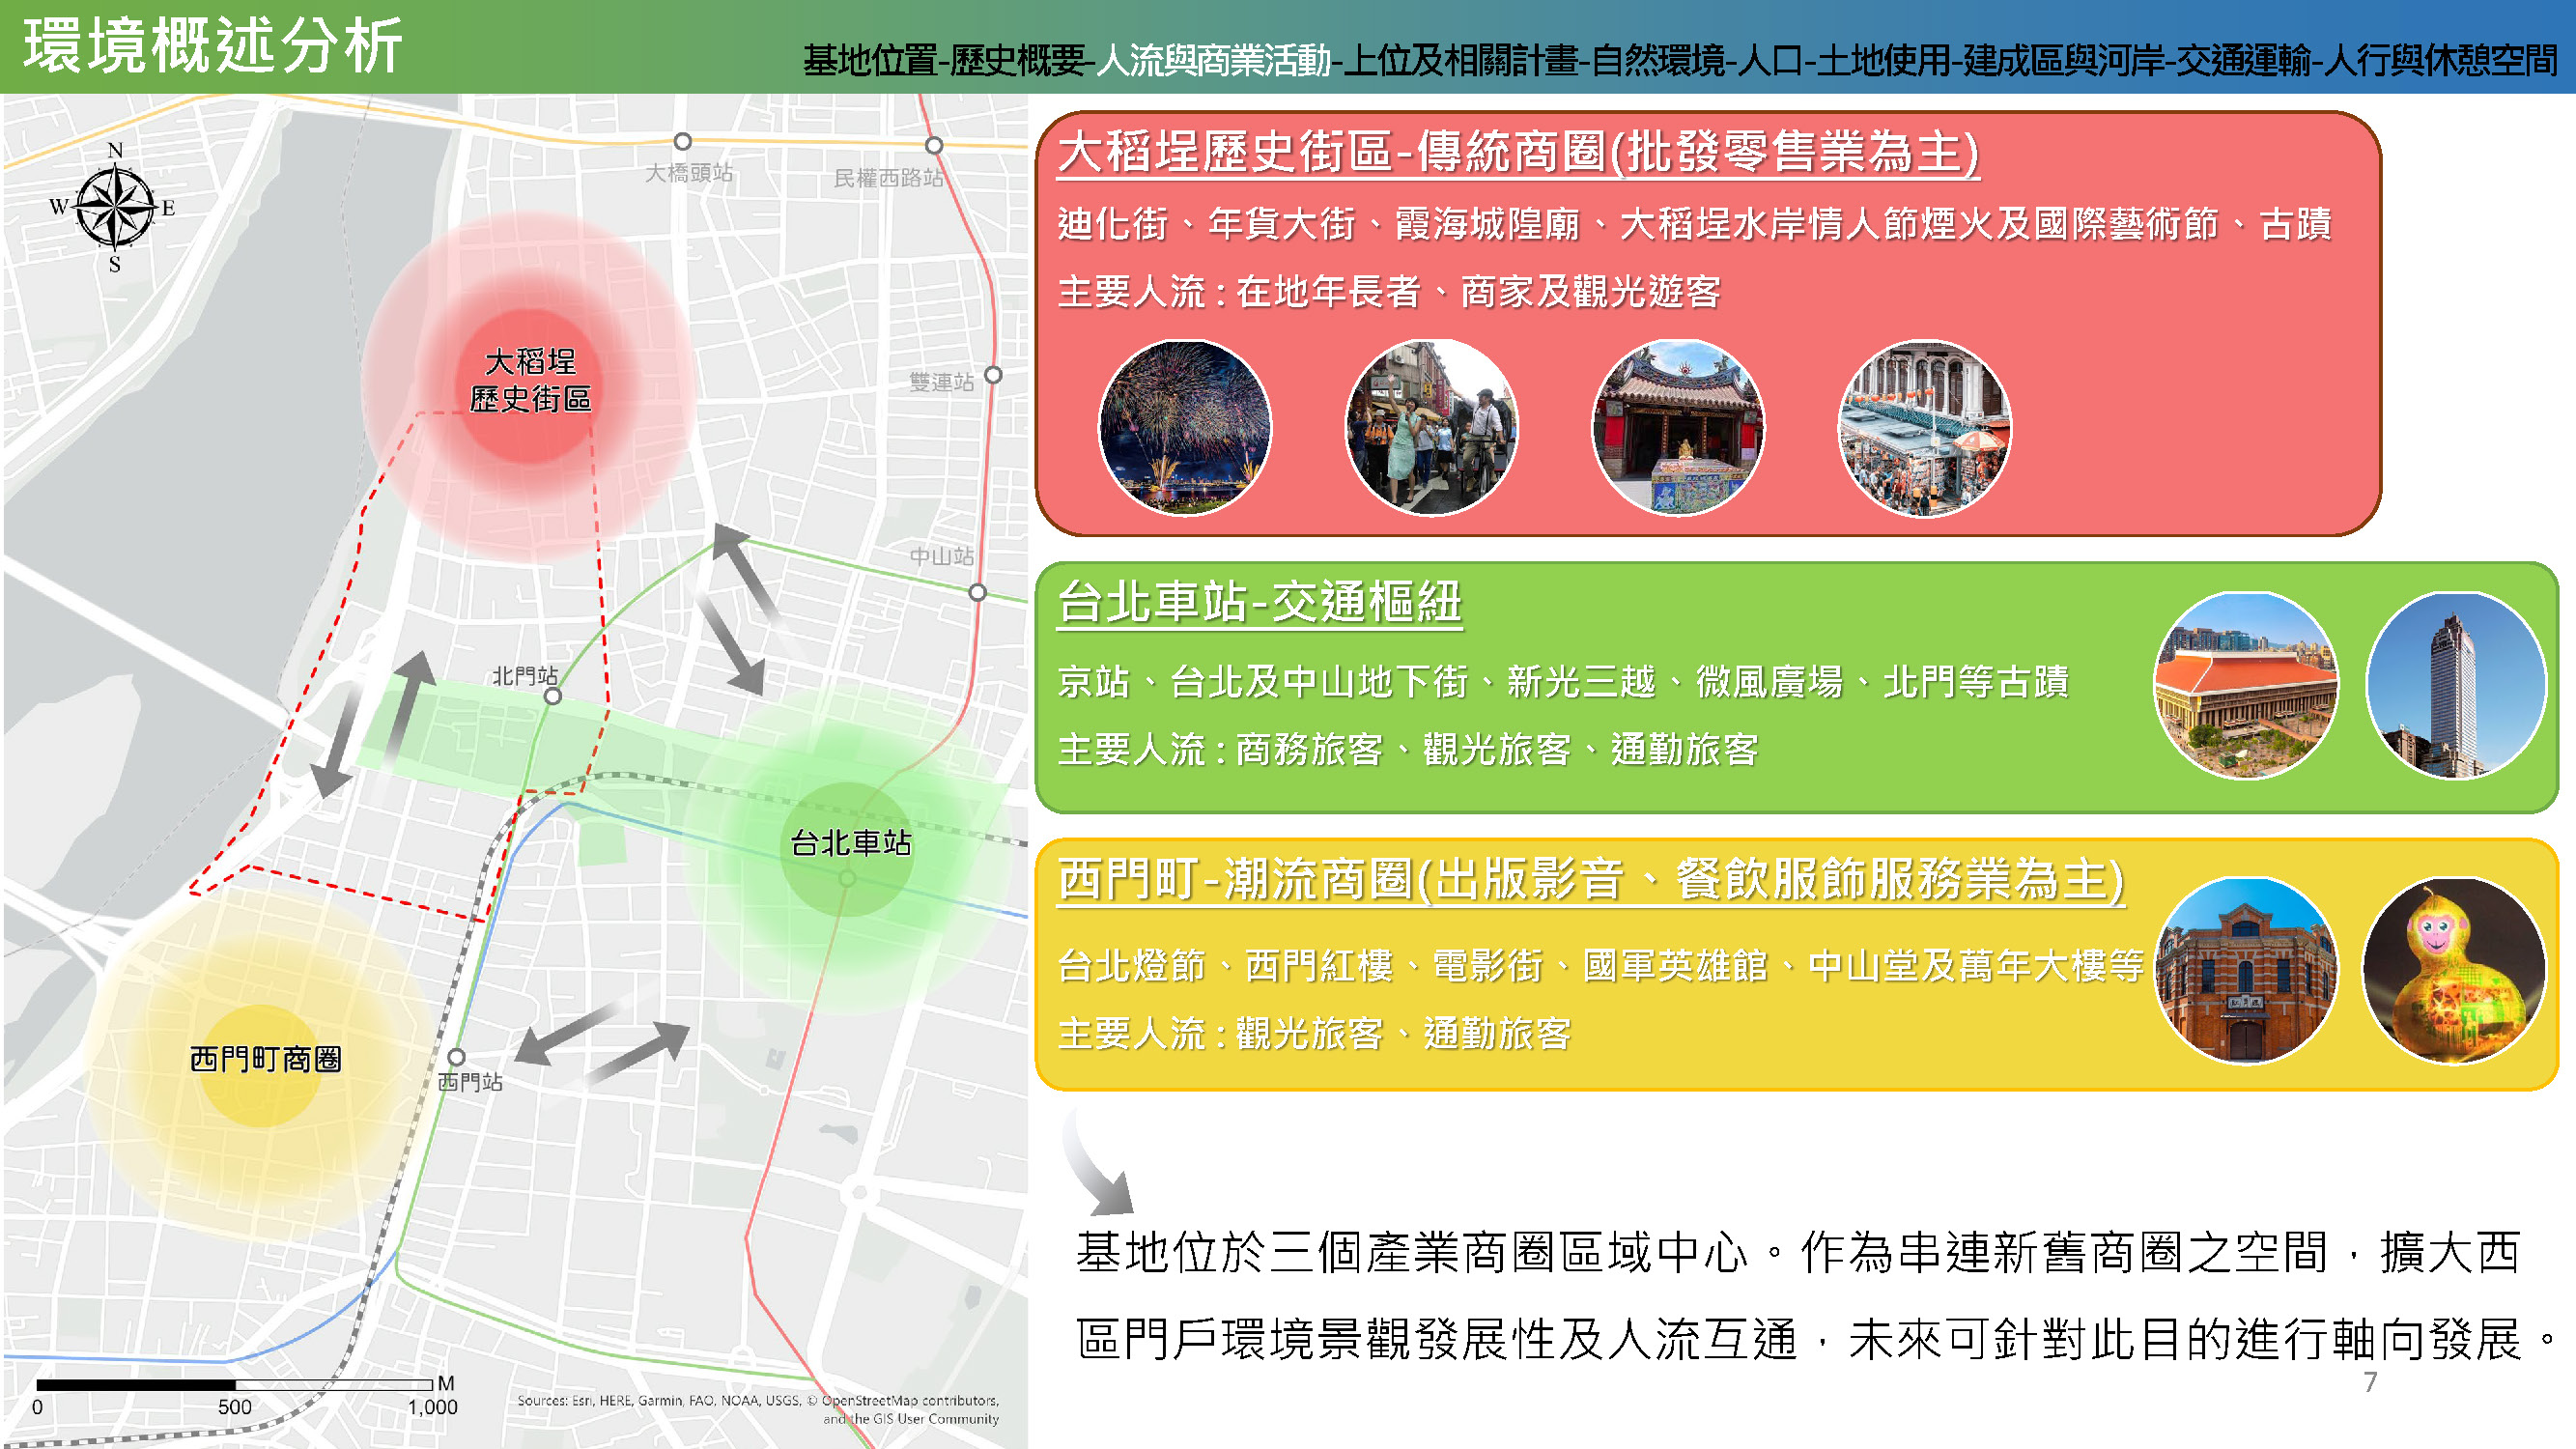 環境概述分析
基地位置-歷史概要-人流與商業活動-上位及相關計畫-自然環境-人口-土地使用-建成區與河岸-交通運輸-人行與休憩空間
N
W
E
S
大橋頭站
民權西路站
大稻埕
歷史街區
雙連站
中山站
北門站
台北車站
西門町商圈
西門站
M
0
500
1,000
Sources: Esri, HERE, Garmin, FAO, NOAA, USGS, © OpenStreetMap contributors,
and the GIS User Community
大稻埕歷史街區-傳統商圈(批發零售業為主)
迪化街、年貨大街、霞海城隍廟、大稻埕水岸情人節煙火及國際藝術節、古蹟
主要人流：在地年長者、商家及觀光遊客
台北車站-交通樞紐
京站、台北及中山地下街、新光三越、微風廣場、北門等古蹟
主要人流：商務旅客、觀光旅客、通勤旅客
西門町-潮流商圈(出版影音、餐飲服飾服務業為主)
台北燈節、西門紅樓、電影街、國軍英雄館、中山堂及萬年大樓等
主要人流：觀光旅客、通勤旅客
基地位於三個產業商圈區域中心。作為串連新舊商圈之空間，擴大西
區門戶環境景觀發展性及人流互通，未來可針對此目的進行軸向發展。
7